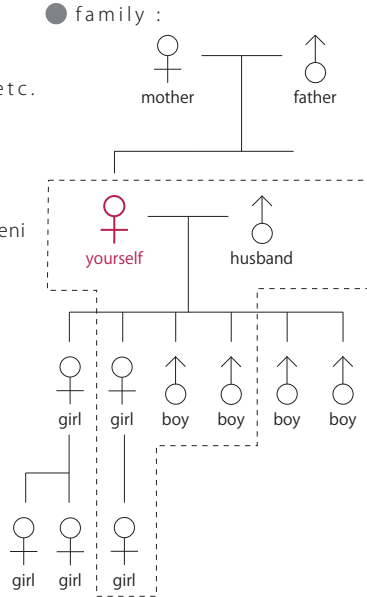 family :
mother father
etc.
eni
yourself husband
girl girl boy boy boy boy
girl girl girl